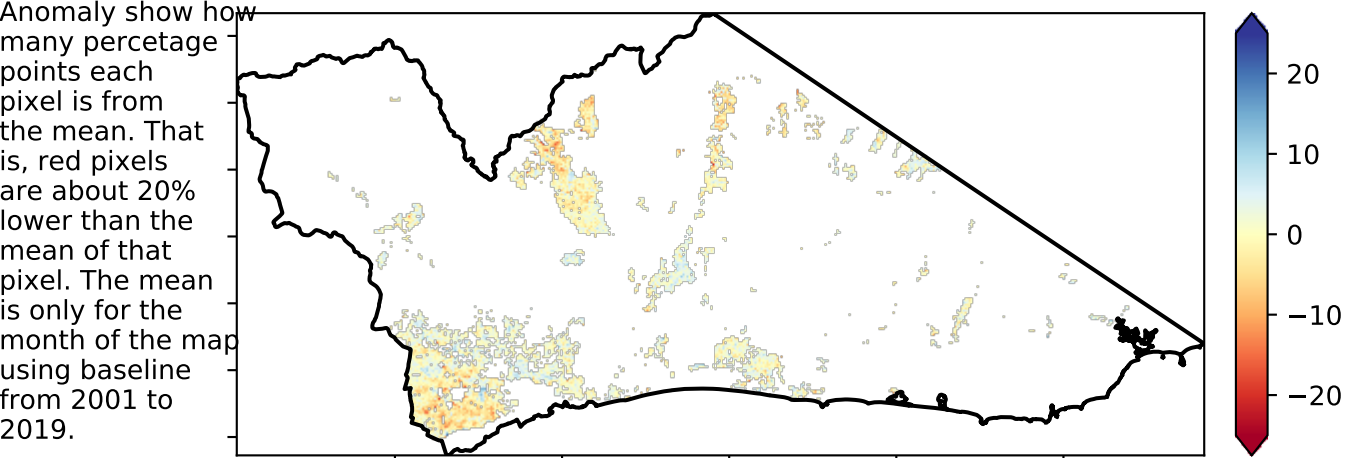 Anomaly show how
many percetage
points each
pixel is from
the mean. That
is, red pixels
are about 20%
lower than the
mean of that
pixel. The mean
is only for the
month of the map
using baseline
from 2001 to
2019.
20
10
0
−10
−20